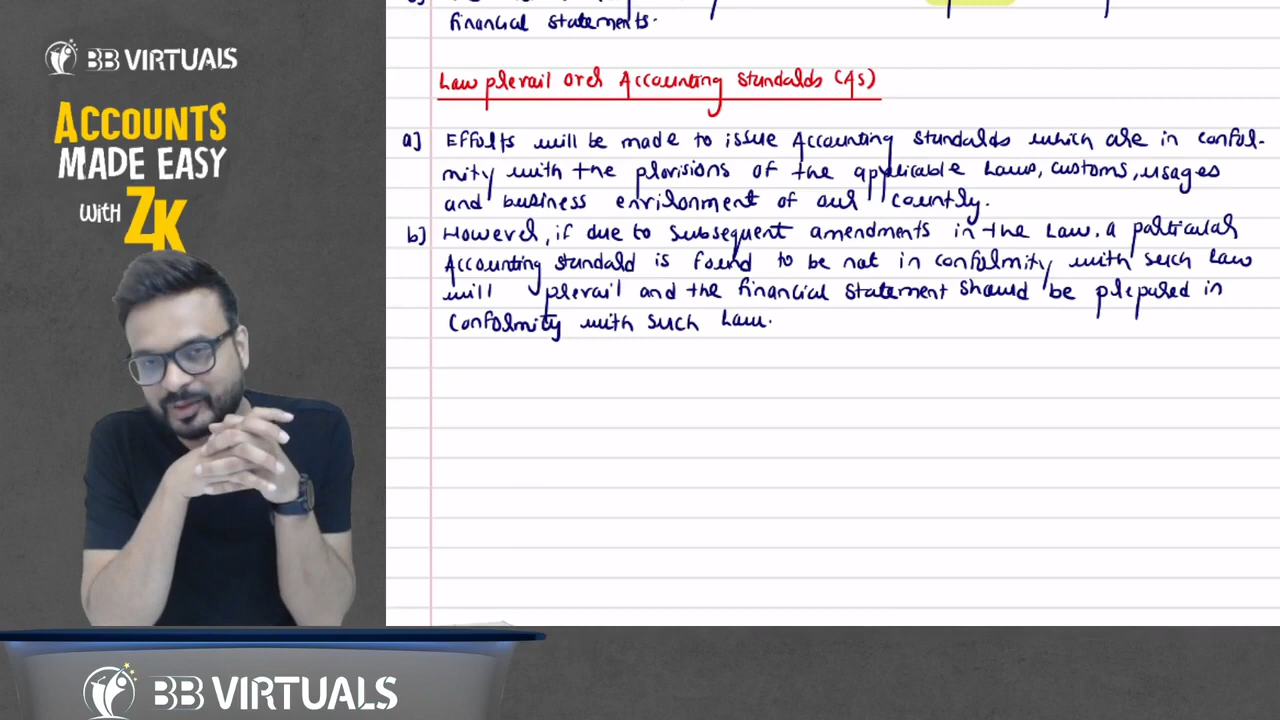 BB VIRTUALS
ACCOUNTS
MADE EASY
WITH ZK
financial statements.
Law prevail over Accounting Standards (AS)
a] Efforts will be made to issue Accounting Standards which are in confor-
mity with the provisions of the applicable Laws, customs, usages
and business environment of our country.
b] However, if due to subsequent amendments in the Law, a particular
Accounting Standard is found to be not in conformity with such law
will prevail and the financial statement should be prepared in
conformity with such Law.
BB VIRTUALS